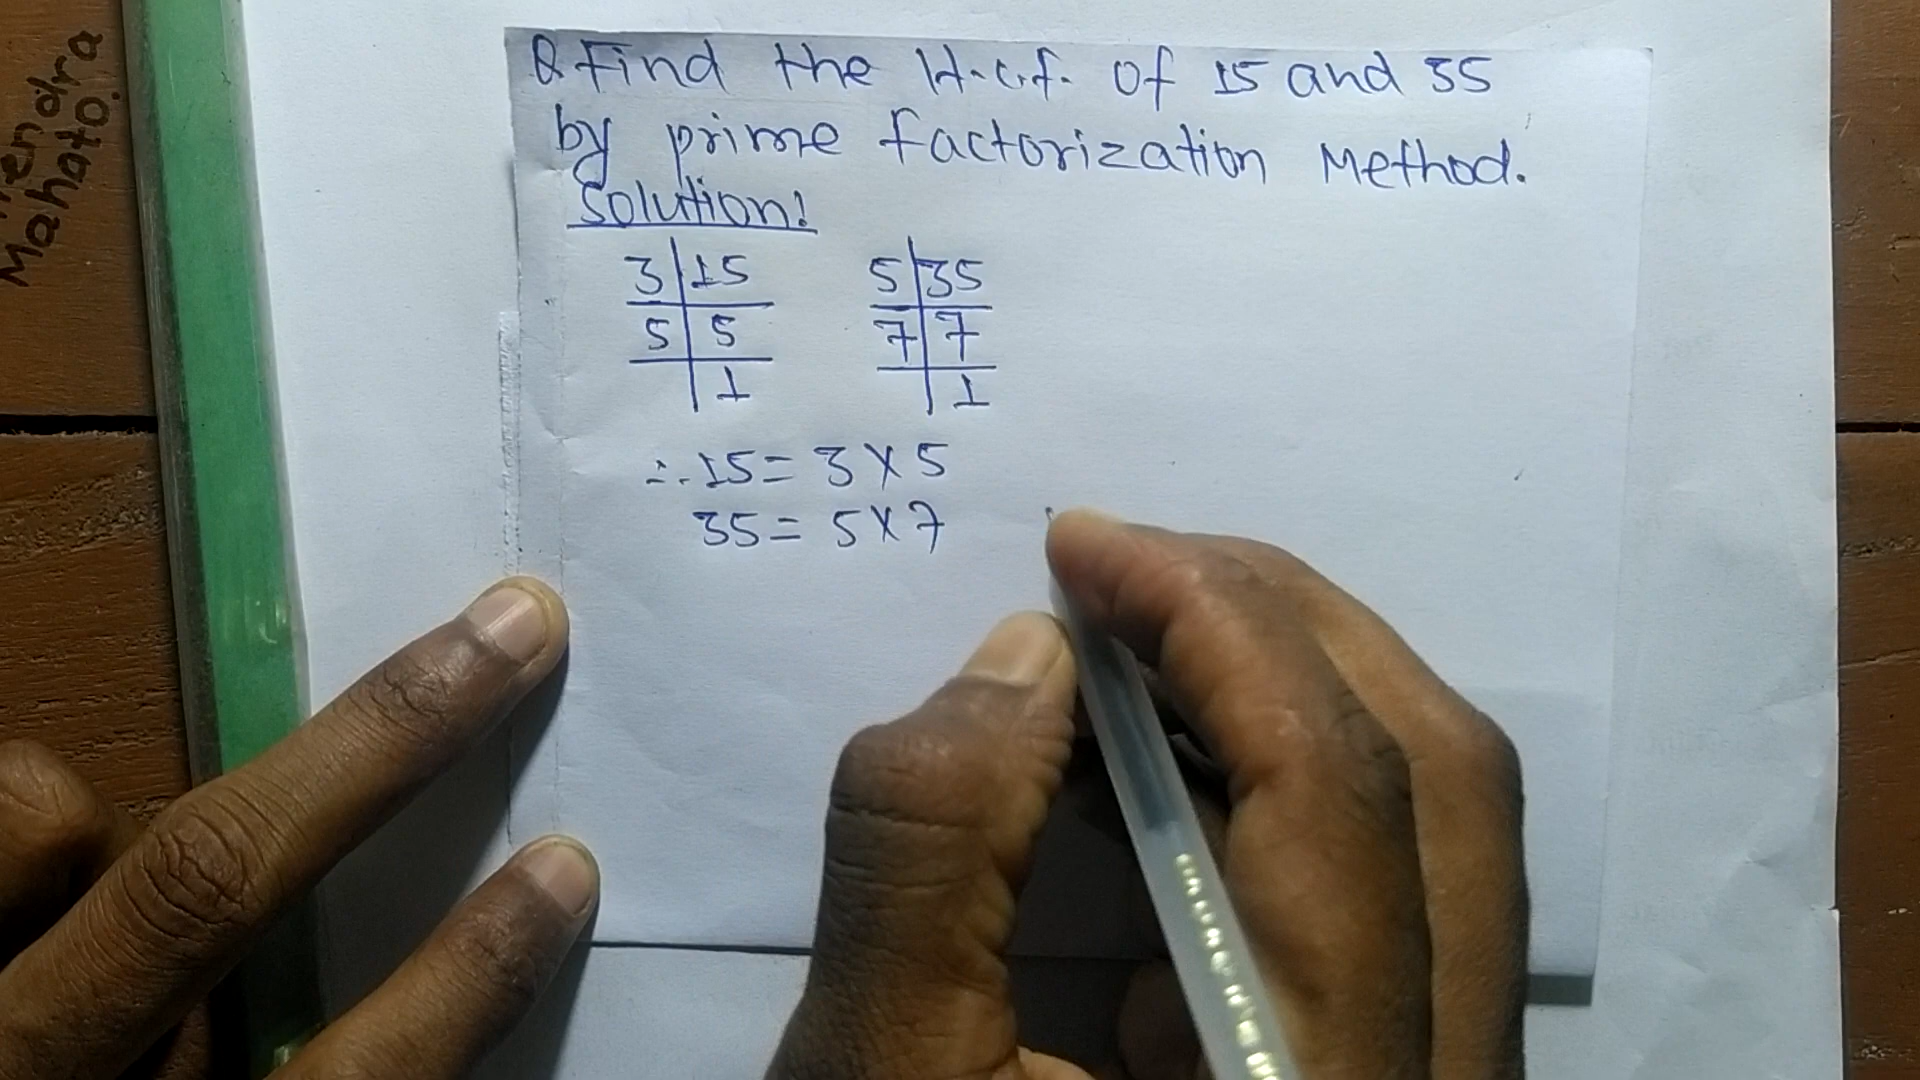 Q Find the H.C.f. of 15 and 35
by prime factorization Method.
Solution:
3 | 15
5 | 5
1
5 | 35
7 | 7
1
∴ 15 = 3 × 5
35 = 5 × 7
Mahato.